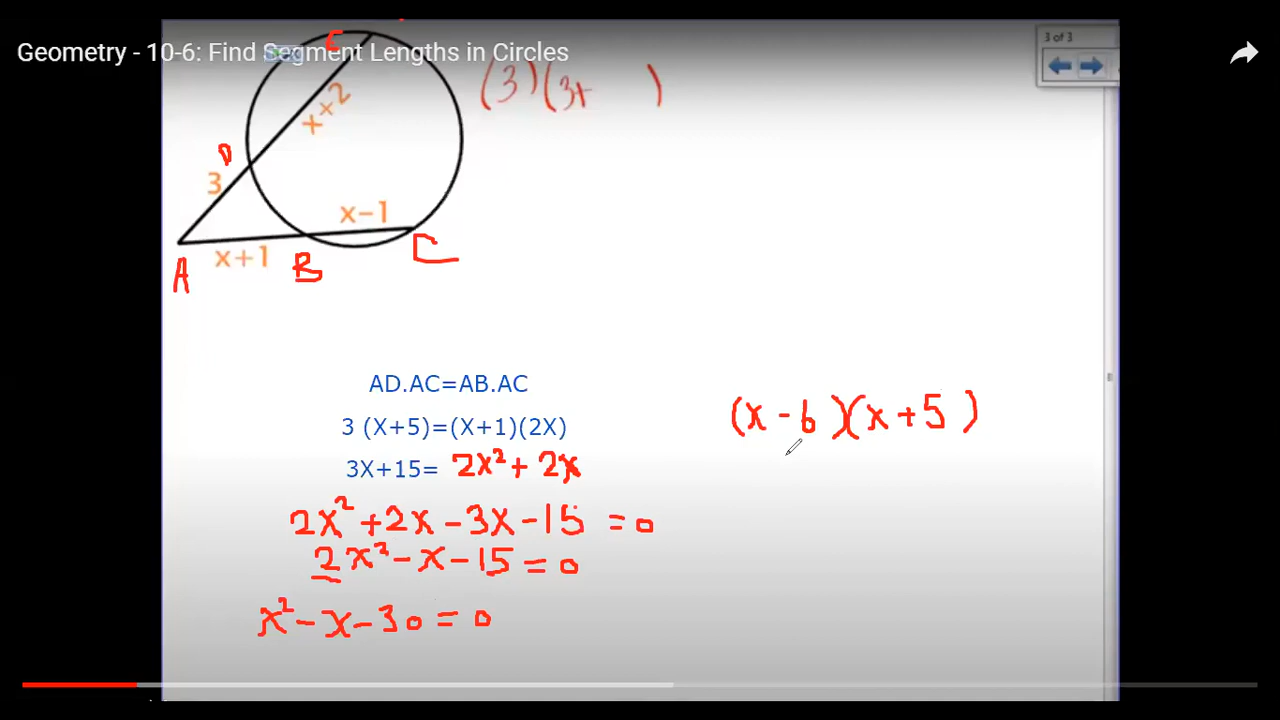 Geometry - 10-6: Find Segment Lengths in Circles
3 of 3
E
x+2
(3)(3+ )
D
3
x-1
x+1
A
B
C
AD.AC=AB.AC
3 (X+5)=(X+1)(2X)
3X+15= 2x² + 2x
2x² +2x -3x -15 = 0
2x² - x - 15 = 0
x² - x - 30 = 0
(x - 6)(x + 5 )